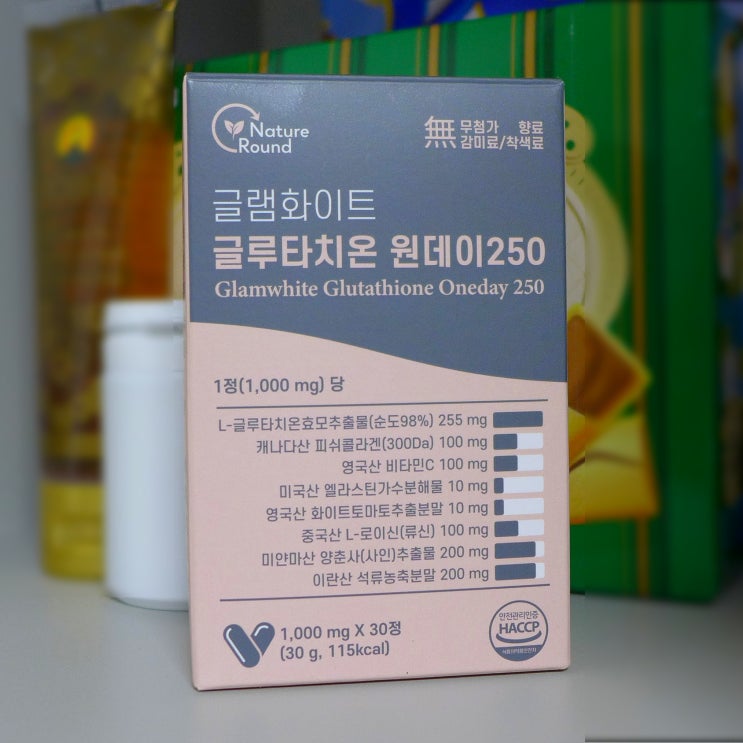 Nature
Round
無 무첨가 향료
감미료/착색료
글램화이트
글루타치온 원데이250
Glamwhite Glutathione Oneday 250
1정(1,000 mg) 당
L-글루타치온효모추출물(순도98%) 255 mg
캐나다산 피쉬콜라겐(300Da) 100 mg
영국산 비타민C 100 mg
미국산 엘라스틴가수분해물 10 mg
영국산 화이트토마토추출분말 10 mg
중국산 L-로이신(류신) 100 mg
미얀마산 양춘사(사인)추출물 200 mg
이란산 석류농축분말 200 mg
1,000 mg X 30정
(30 g, 115kcal)
안전관리인증
HACCP
식품의약품안전처